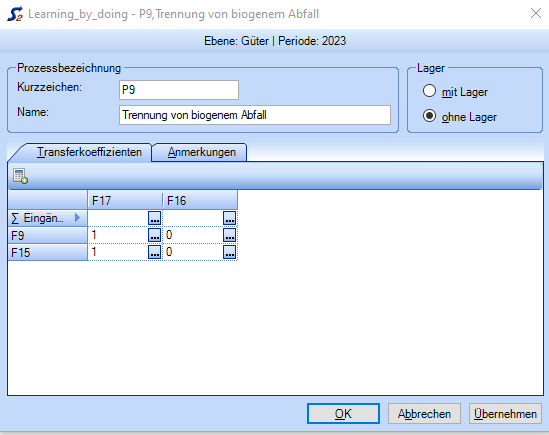 Learning_by_doing - P9,Trennung von biogenem Abfall
Ebene: Güter | Periode: 2023
Prozessbezeichnung
Kurzzeichen: P9
Name: Trennung von biogenem Abfall
Lager
mit Lager
ohne Lager
Transferkoeffizienten Anmerkungen
F17 F16
∑ Eingän... ... ...
F9 1 ... 0 ...
F15 1 ... 0 ...
OK Abbrechen Übernehmen